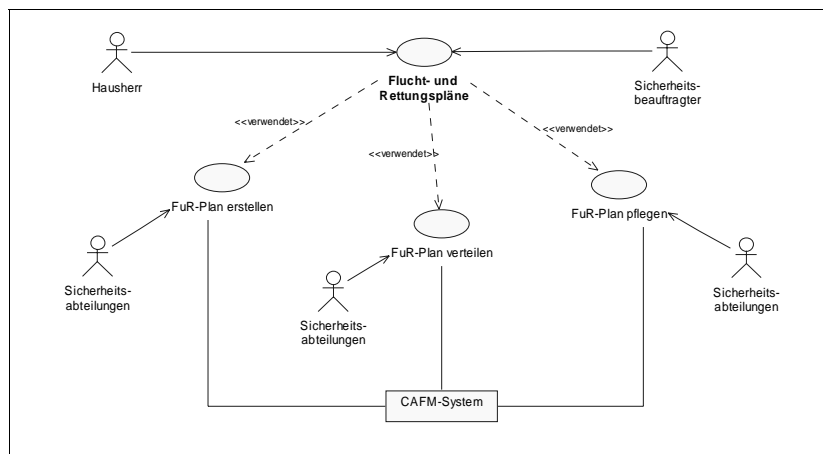 Hausherr
Flucht- und
Rettungspläne
Sicherheits-
beauftragter
<<verwendet>>
<<verwendet>>
<<verwendet>>
FuR-Plan erstellen
FuR-Plan verteilen
FuR-Plan pflegen
Sicherheits-
abteilungen
Sicherheits-
abteilungen
Sicherheits-
abteilungen
CAFM-System